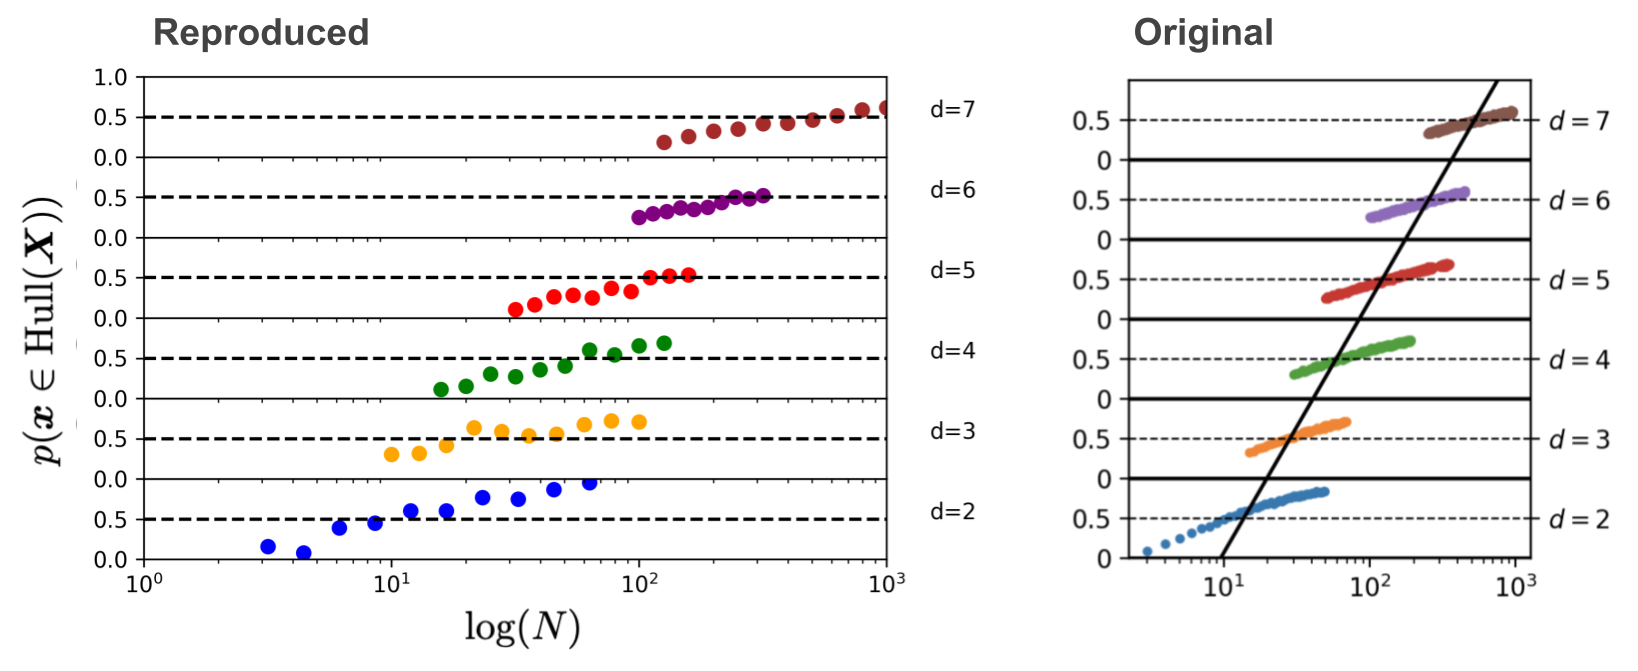 Reproduced
Original
p(x ∈ Hull(X))
1.0
0.5
0.0
d=7
0.5
0.0
d=6
0.5
0.0
d=5
0.5
0.0
d=4
0.5
0.0
d=3
0.5
0.0
d=2
10⁰
10¹
10²
10³
log(N)
0.5
d = 7
0
0.5
d = 6
0
0.5
d = 5
0
0.5
d = 4
0
0.5
d = 3
0
0.5
d = 2
0
10¹
10²
10³